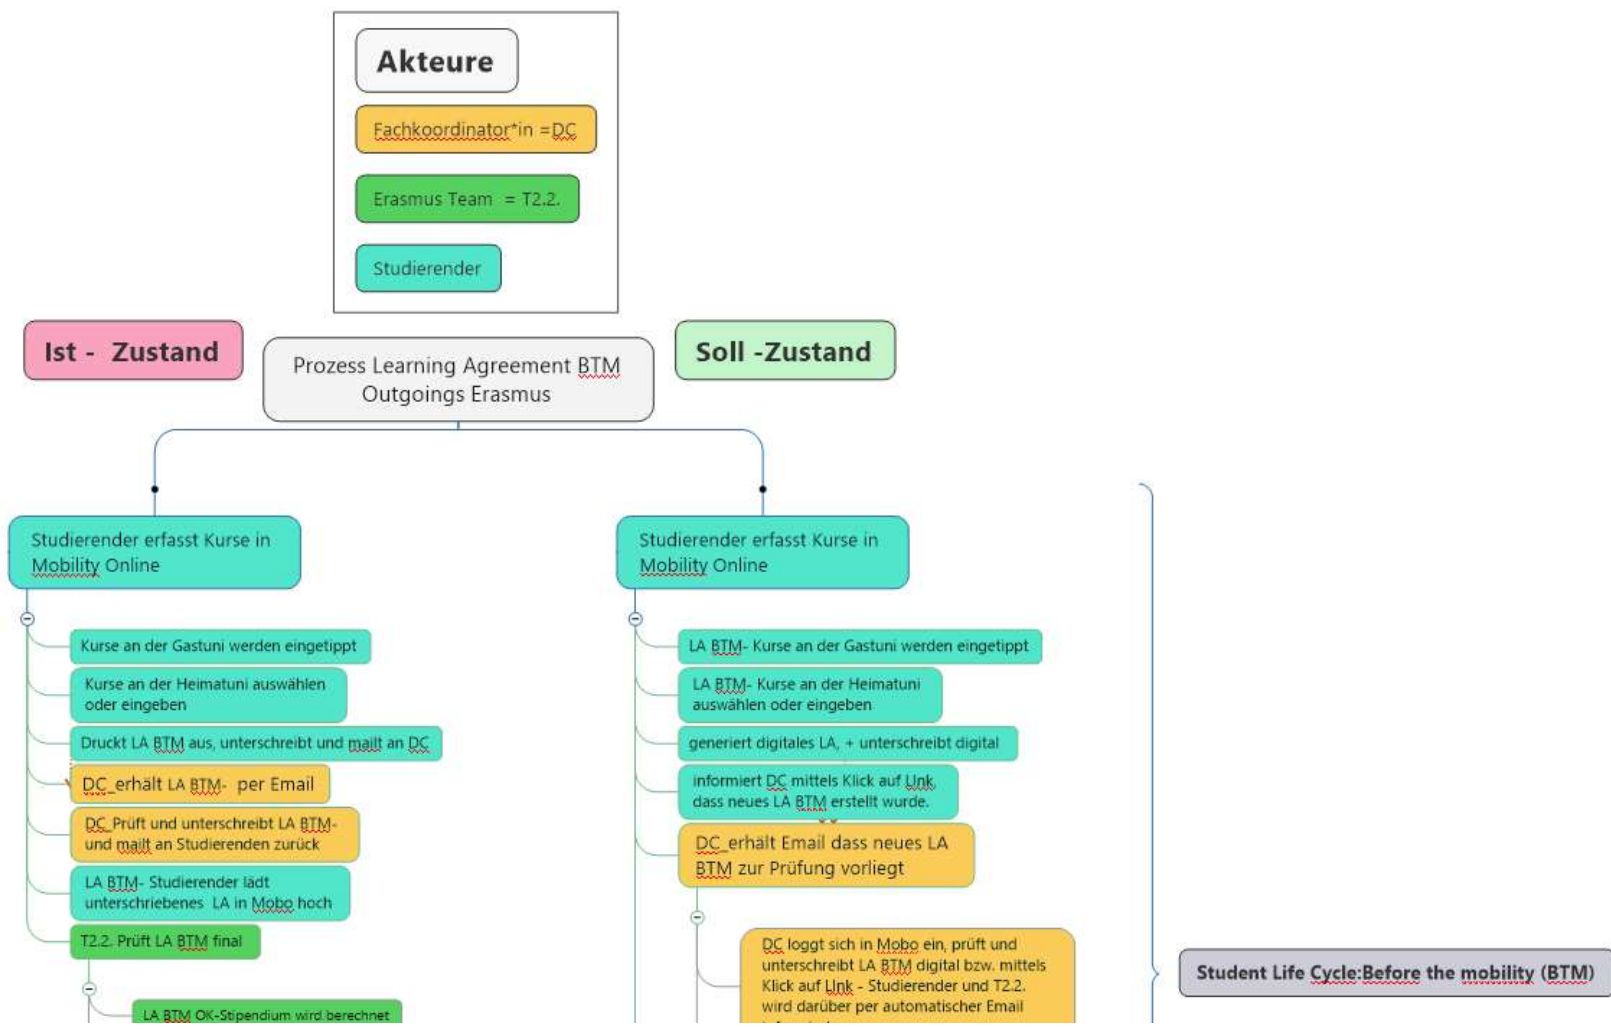 Akteure
Fachkoordinator*in =DC
Erasmus Team = T2.2.
Studierender
Ist - Zustand
Prozess Learning Agreement BTM
Outgoings Erasmus
Soll -Zustand
Studierender erfasst Kurse in
Mobility Online
Kurse an der Gastuni werden eingetippt
Kurse an der Heimatuni auswählen
oder eingeben
Druckt LA BTM aus, unterschreibt und mailt an DC
DC_erhält LA BTM- per Email
DC_Prüft und unterschreibt LA BTM-
und mailt an Studierenden zurück
LA BTM- Studierender lädt
unterschriebenes LA in Mobo hoch
T2.2. Prüft LA BTM final
LA BTM OK-Stipendium wird berechnet
Studierender erfasst Kurse in
Mobility Online
LA BTM- Kurse an der Gastuni werden eingetippt
LA BTM- Kurse an der Heimatuni
auswählen oder eingeben
generiert digitales LA, + unterschreibt digital
informiert DC mittels Klick auf LInk,
dass neues LA BTM erstellt wurde.
DC_erhält Email dass neues LA
BTM zur Prüfung vorliegt
DC loggt sich in Mobo ein, prüft und
unterschreibt LA BTM digital bzw. mittels
Klick auf LInk - Studierender und T2.2.
wird darüber per automatischer Email
Student Life Cycle:Before the mobility (BTM)